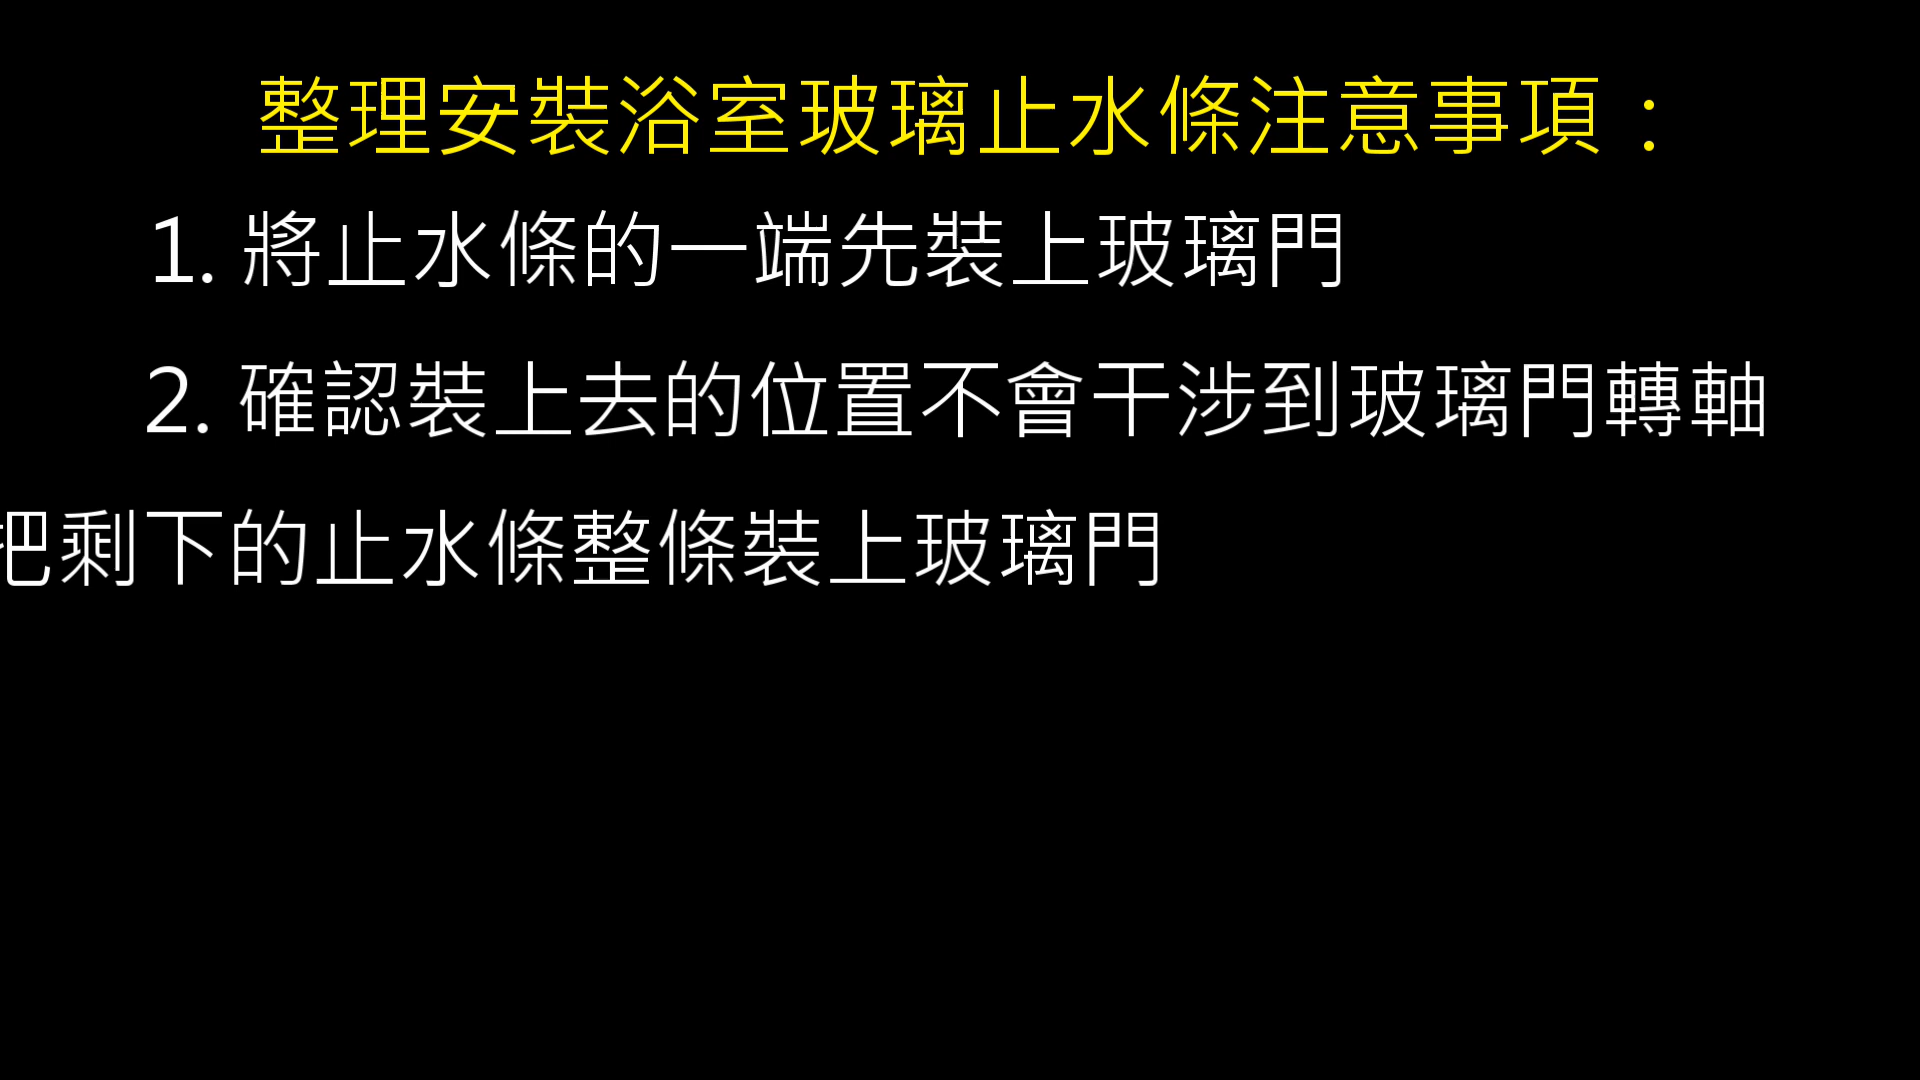 整理安裝浴室玻璃止水條注意事項：
1. 將止水條的一端先裝上玻璃門
2. 確認裝上去的位置不會干涉到玻璃門轉軸
把剩下的止水條整條裝上玻璃門